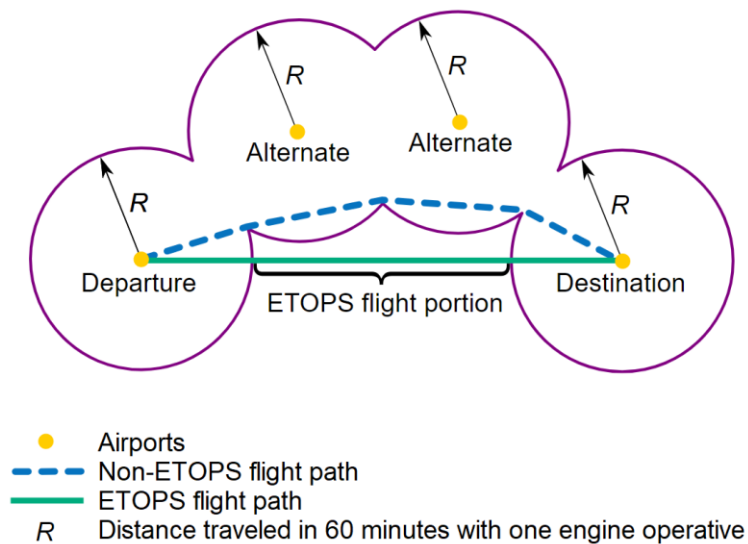 R
R
Alternate
Alternate
R
R
Departure
Destination
ETOPS flight portion
Airports
Non-ETOPS flight path
ETOPS flight path
R Distance traveled in 60 minutes with one engine operative